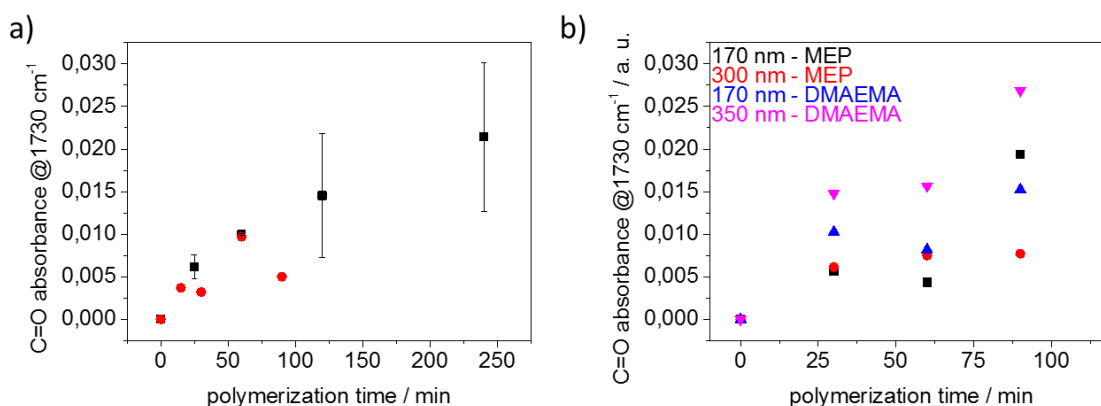 a)
C=O absorbance @1730 cm⁻¹
0,030
0,025
0,020
0,015
0,010
0,005
0,000
0 50 100 150 200 250
polymerization time / min
b)
C=O absorbance @1730 cm⁻¹ / a. u.
0,030
0,025
0,020
0,015
0,010
0,005
0,000
170 nm - MEP
300 nm - MEP
170 nm - DMAEMA
350 nm - DMAEMA
0 25 50 75 100
polymerization time / min